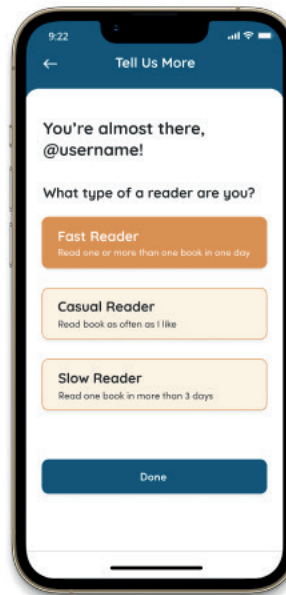 9:22
Tell Us More
You're almost there,
@username!
What type of a reader are you?
Fast Reader
Read one or more than one book in one day
Casual Reader
Read book as often as I like
Slow Reader
Read one book in more than 3 days
Done